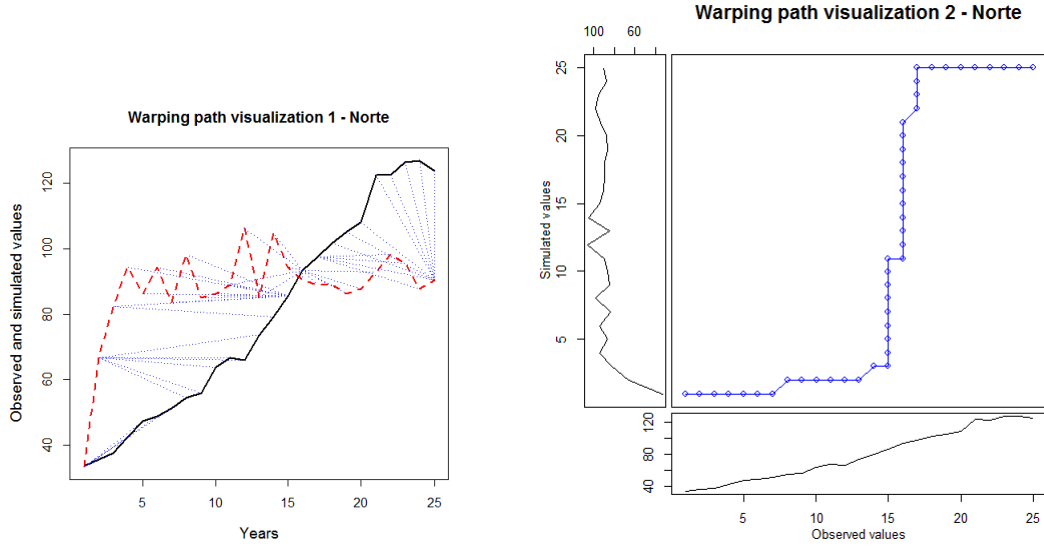 Warping path visualization 1 - Norte
Observed and simulated values
120
100
80
60
40
5 10 15 20 25
Years
Warping path visualization 2 - Norte
100 60
Simulated values
25
20
15
10
5
120
80
40
5 10 15 20 25
Observed values